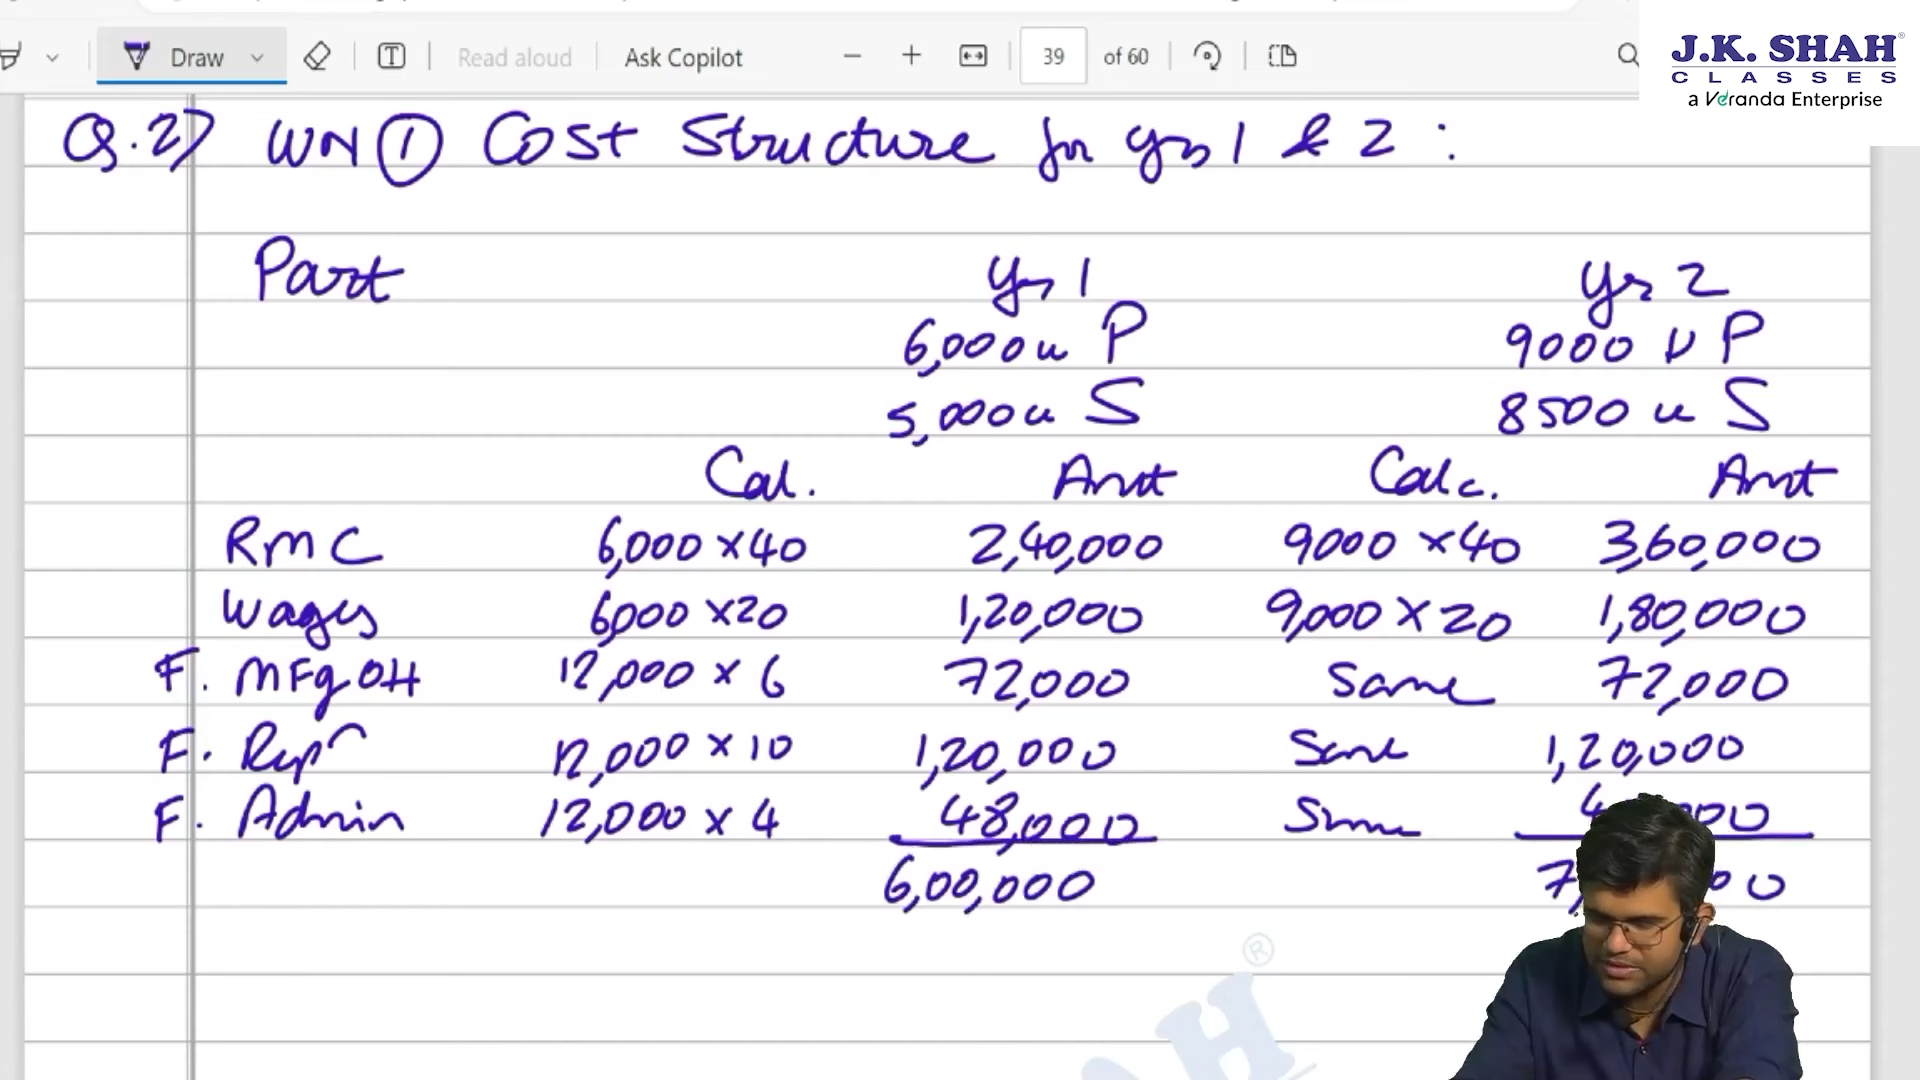 Draw
Read aloud
Ask Copilot
39
of 60
J.K. SHAH®
CLASSES
a Veranda Enterprise
Q.2) WN ① Cost Structure for yrs 1 & 2 :
Part Yr 1 Yr 2
6,000 u P 9000 u P
5,000 u S 8500 u S
Cal. Amt Calc. Amt
RMC 6,000 × 40 2,40,000 9000 × 40 3,60,000
Wages 6,000 × 20 1,20,000 9,000 × 20 1,80,000
F. MFg OH 12,000 × 6 72,000 Same 72,000
F. Depn 12,000 × 10 1,20,000 Same 1,20,000
F. Admin 12,000 × 4 48,000 Same
6,00,000
®
AH